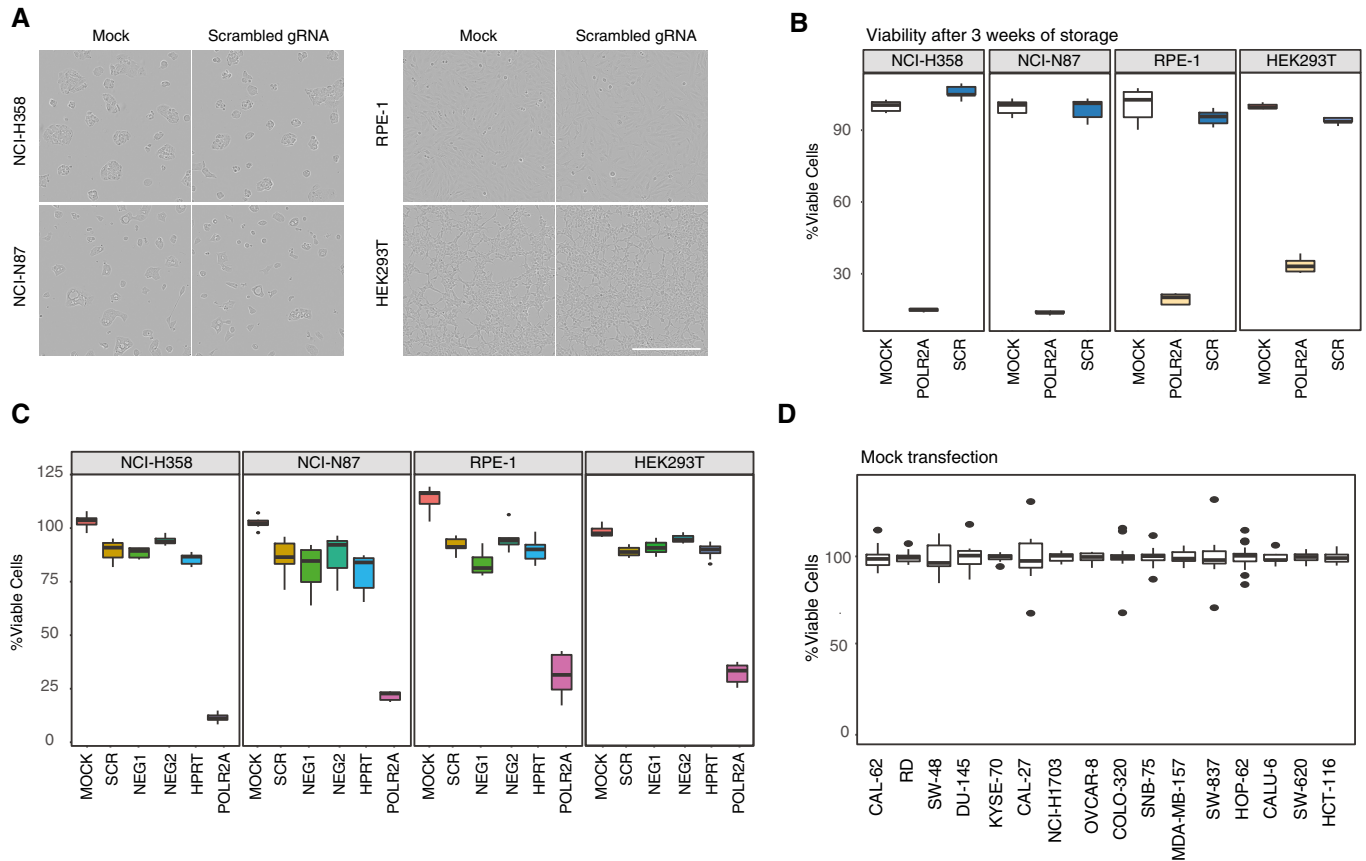 A
Mock
Scrambled gRNA
Mock
Scrambled gRNA
NCI-H358
NCI-N87
RPE-1
HEK293T
B
Viability after 3 weeks of storage
NCI-H358
NCI-N87
RPE-1
HEK293T
%Viable Cells
90
60
30
MOCK
POLR2A
SCR
MOCK
POLR2A
SCR
MOCK
POLR2A
SCR
MOCK
POLR2A
SCR
C
NCI-H358
NCI-N87
RPE-1
HEK293T
%Viable Cells
125
100
75
50
25
0
MOCK
SCR
NEG1
NEG2
HPRT
POLR2A
MOCK
SCR
NEG1
NEG2
HPRT
POLR2A
MOCK
SCR
NEG1
NEG2
HPRT
POLR2A
MOCK
SCR
NEG1
NEG2
HPRT
POLR2A
D
Mock transfection
%Viable Cells
100
50
0
CAL-62
RD
SW-48
DU-145
KYSE-70
CAL-27
NCI-H1703
OVCAR-8
COLO-320
SNB-75
MDA-MB-157
SW-837
HOP-62
CALU-6
SW-620
HCT-116